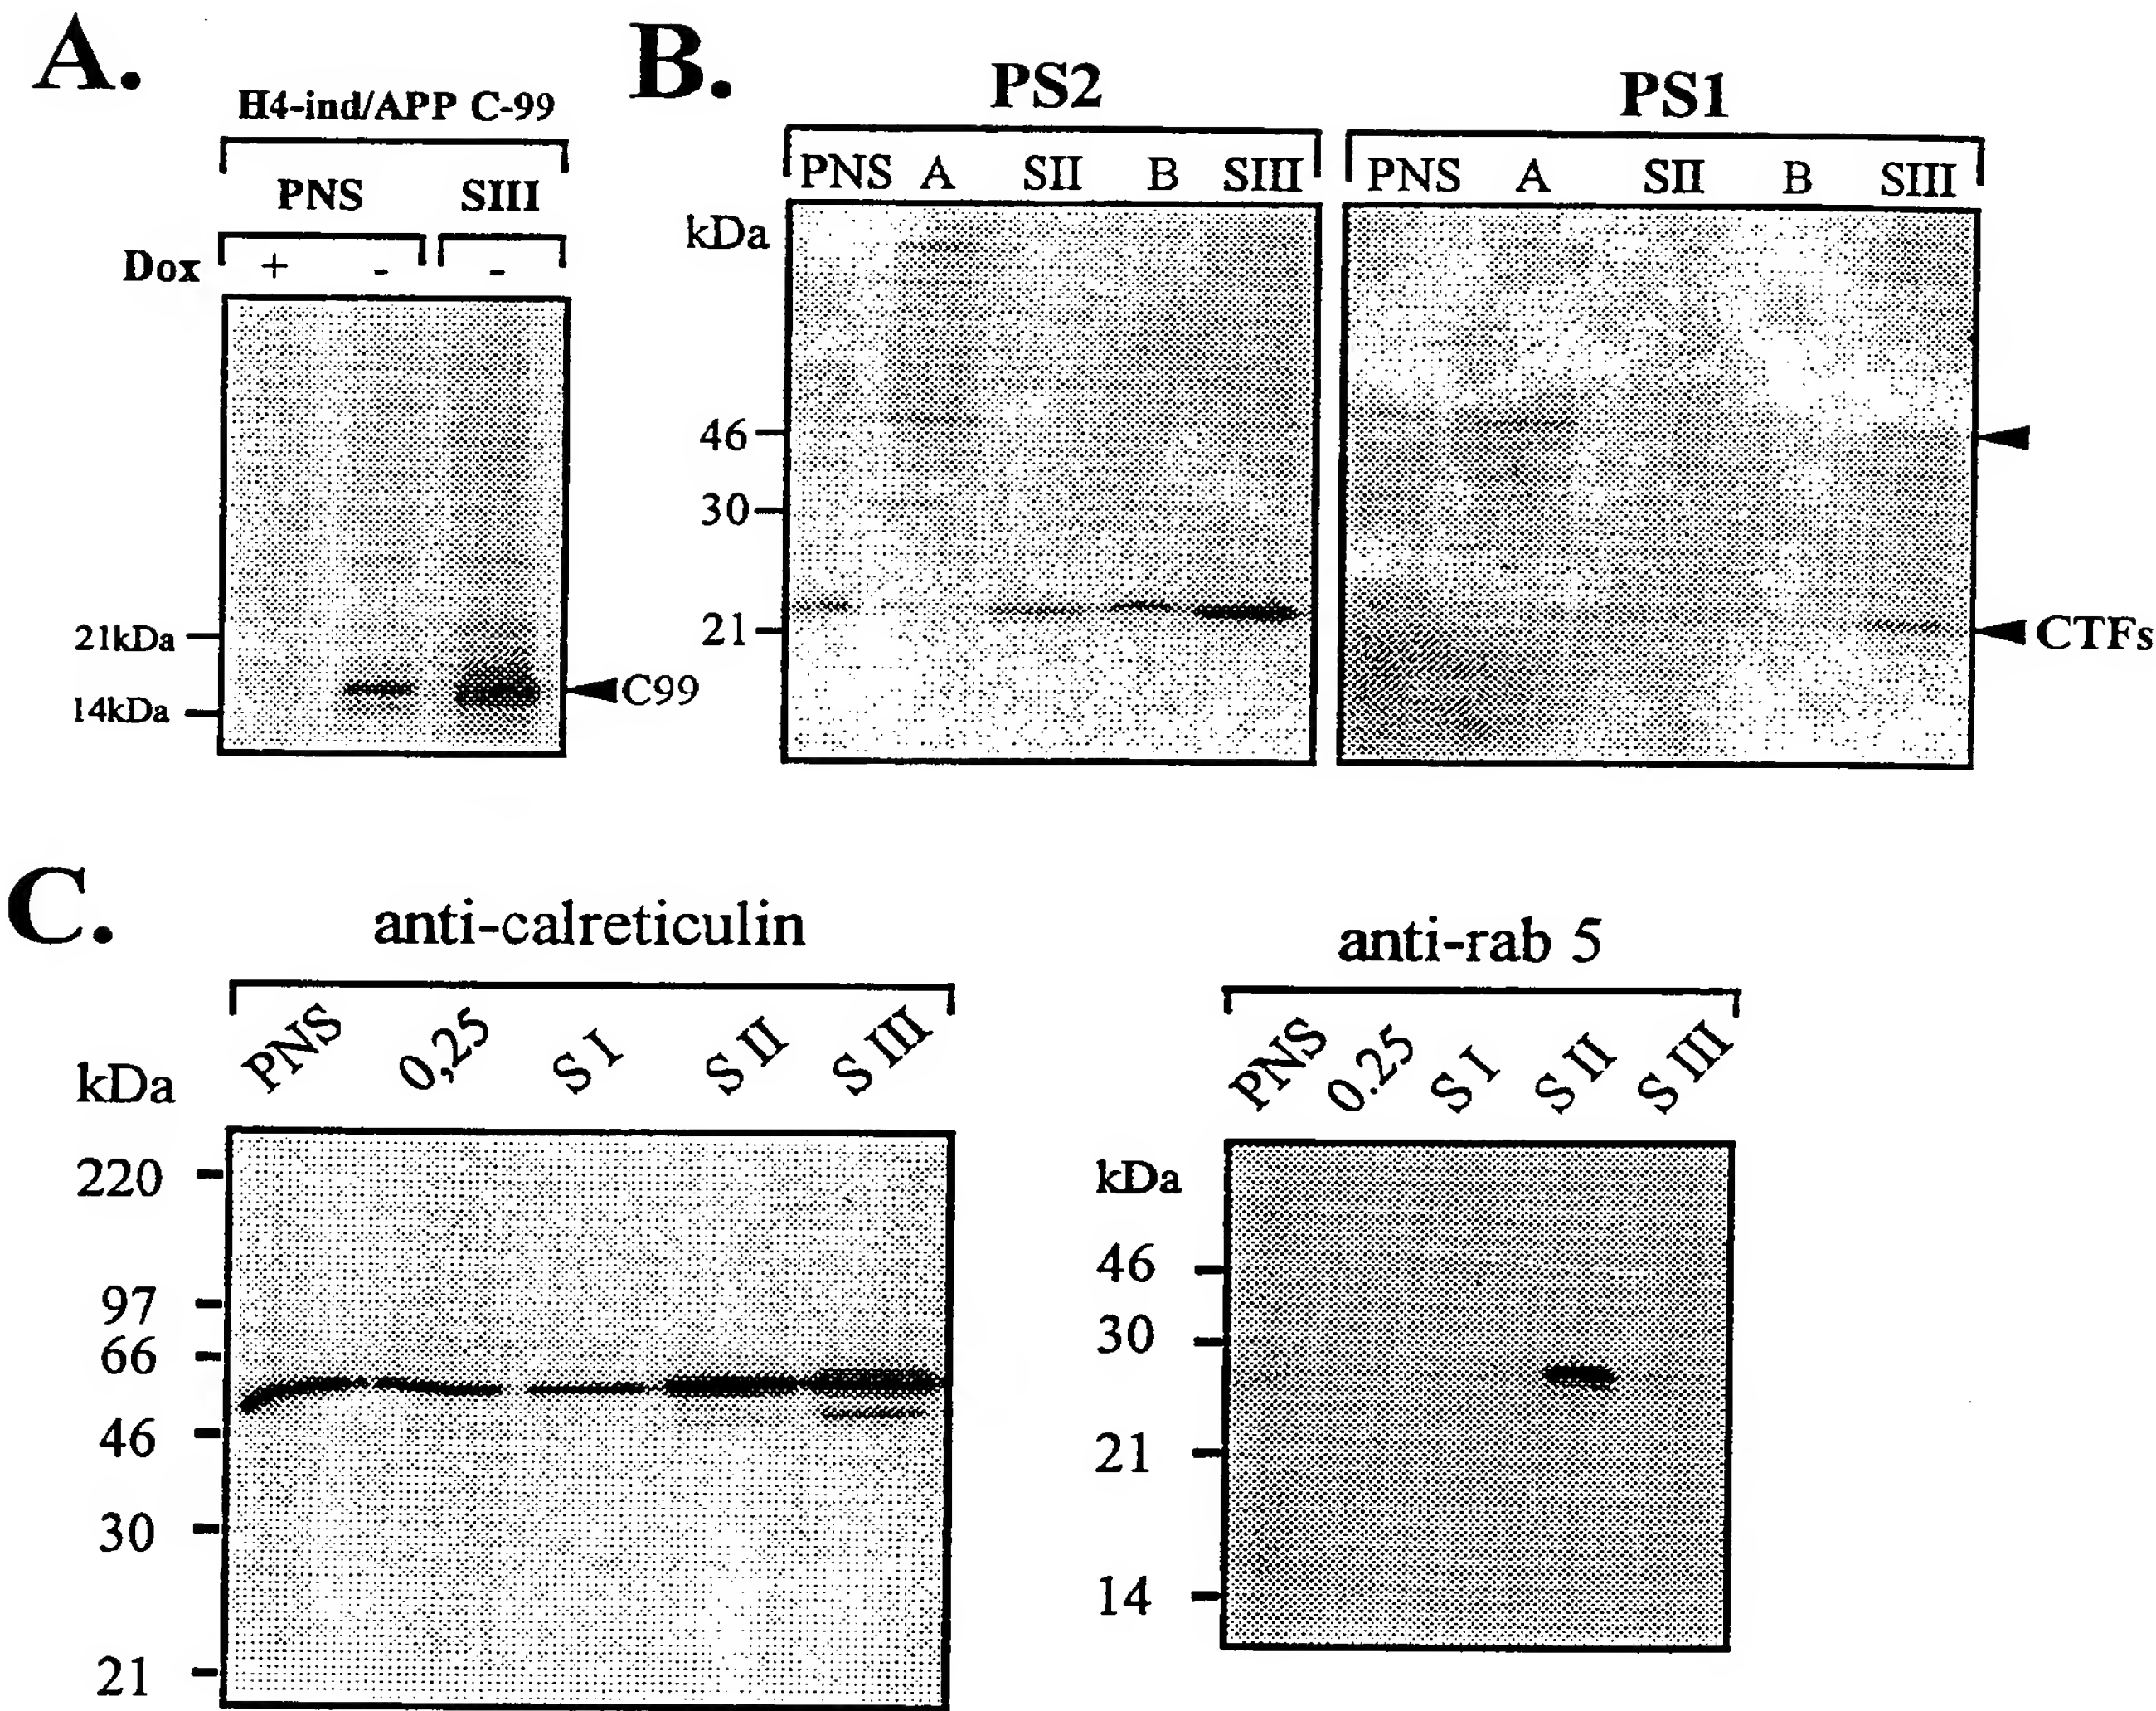 A.
H4-ind/APP C-99
PNS SIII
Dox + - -
21kDa
14kDa
C99
B.
PS2 PS1
PNS A SII B SIII PNS A SII B SIII
kDa
46
30
21
CTFs
C.
anti-calreticulin
PNS 0,25 S I S II S III
kDa
220
97
66
46
30
21
anti-rab 5
PNS 0.25 S I S II S III
kDa
46
30
21
14